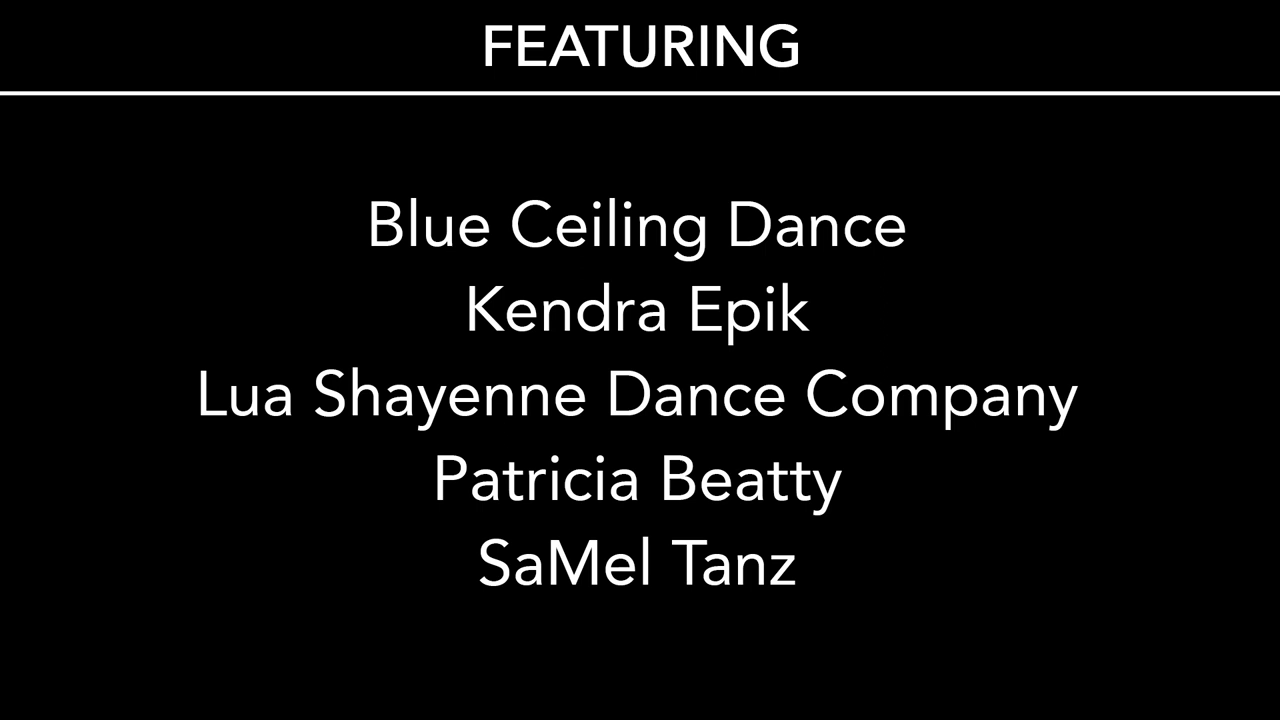 FEATURING
Blue Ceiling Dance
Kendra Epik
Lua Shayenne Dance Company
Patricia Beatty
SaMel Tanz